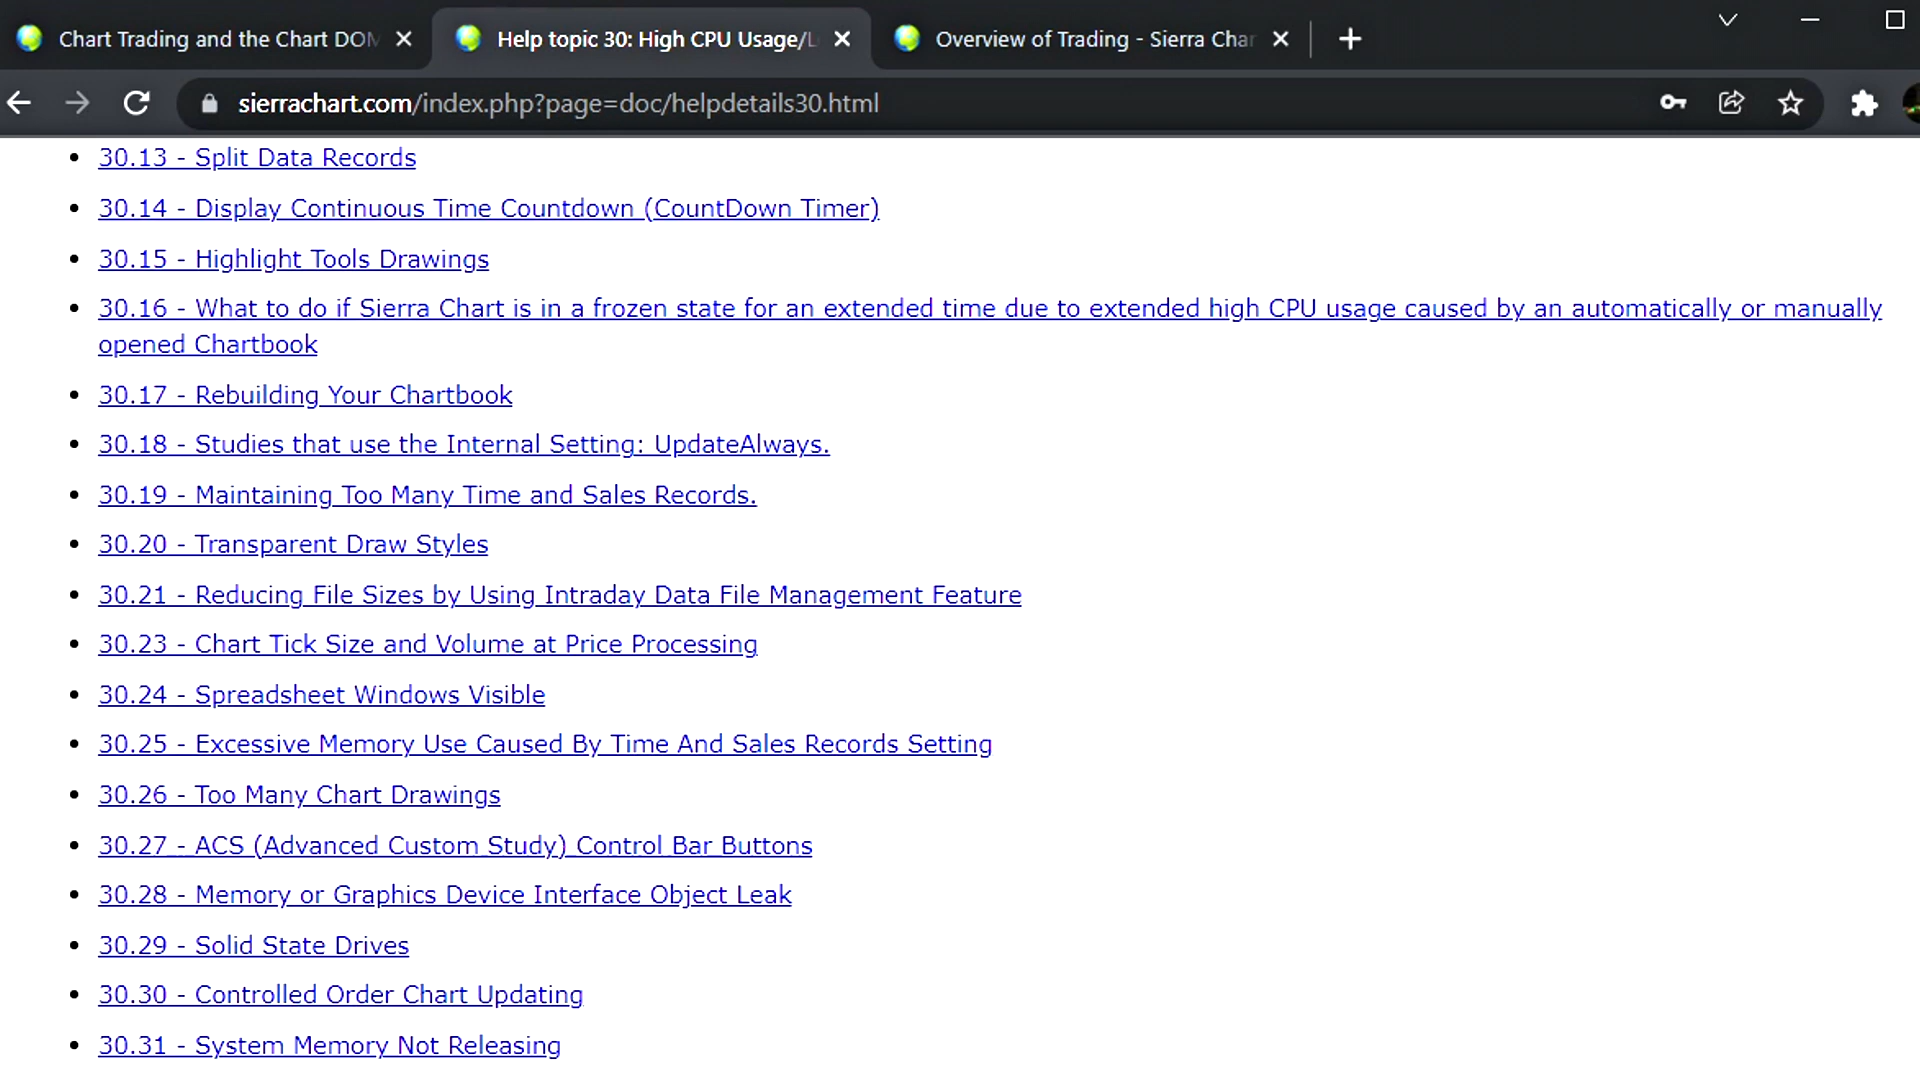 Chart Trading and the Chart DOM
Help topic 30: High CPU Usage/L
Overview of Trading - Sierra Char
sierrachart.com/index.php?page=doc/helpdetails30.html
30.13 - Split Data Records
30.14 - Display Continuous Time Countdown (CountDown Timer)
30.15 - Highlight Tools Drawings
30.16 - What to do if Sierra Chart is in a frozen state for an extended time due to extended high CPU usage caused by an automatically or manually
opened Chartbook
30.17 - Rebuilding Your Chartbook
30.18 - Studies that use the Internal Setting: UpdateAlways.
30.19 - Maintaining Too Many Time and Sales Records.
30.20 - Transparent Draw Styles
30.21 - Reducing File Sizes by Using Intraday Data File Management Feature
30.23 - Chart Tick Size and Volume at Price Processing
30.24 - Spreadsheet Windows Visible
30.25 - Excessive Memory Use Caused By Time And Sales Records Setting
30.26 - Too Many Chart Drawings
30.27 - ACS (Advanced Custom Study) Control Bar Buttons
30.28 - Memory or Graphics Device Interface Object Leak
30.29 - Solid State Drives
30.30 - Controlled Order Chart Updating
30.31 - System Memory Not Releasing